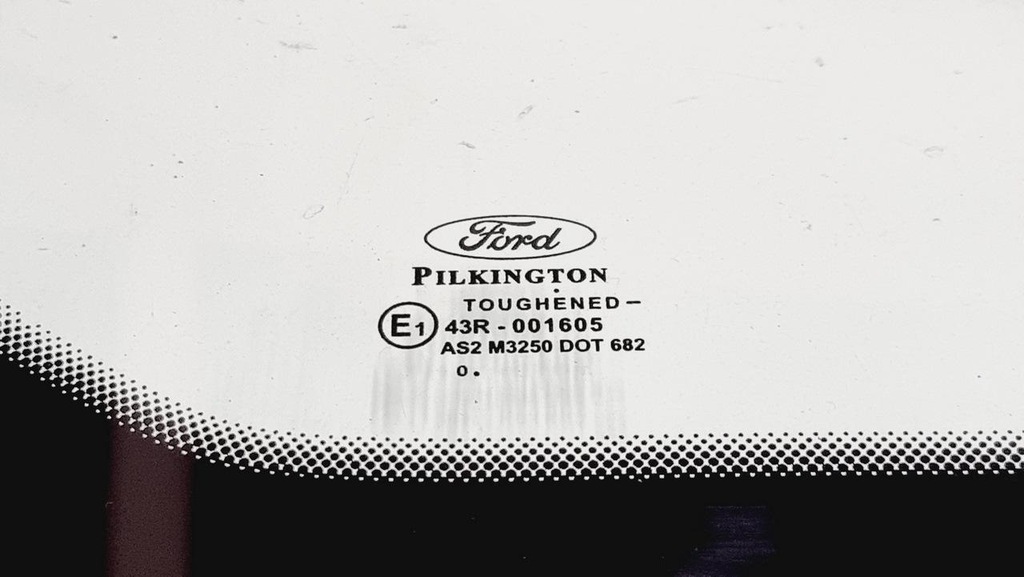 Ford
PILKINGTON
TOUGHENED –
E1 43R - 001605
AS2 M3250 DOT 682
0.